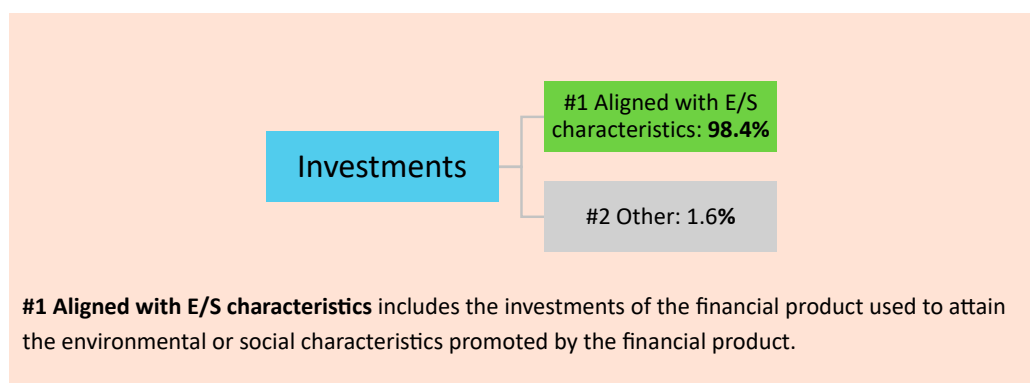 #1 Aligned with E/S
characteristics: 98.4%
Investments
#2 Other: 1.6%
#1 Aligned with E/S characteristics includes the investments of the financial product used to attain
the environmental or social characteristics promoted by the financial product.